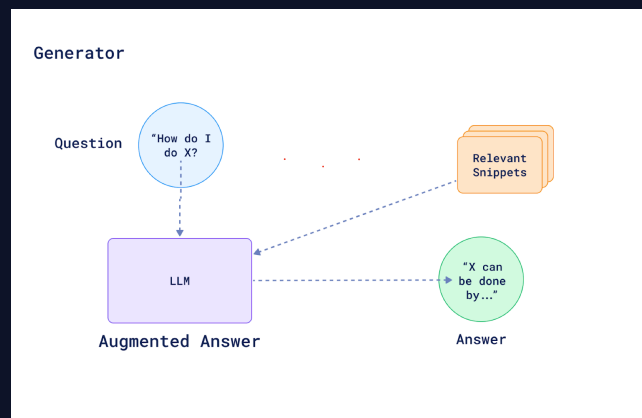 Generator
Question
“How do I
do X?
Relevant
Snippets
LLM
“X can
be done
by...”
Augmented Answer
Answer